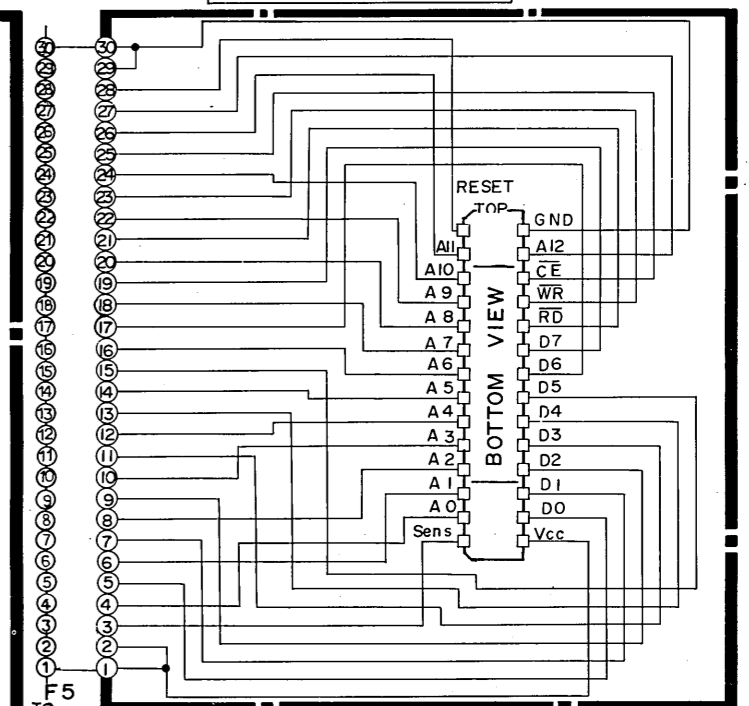 30 30
29 29
28 28
27 27
26 26
25 25
24 24
23 23
22 22
21 21
20 20
19 19
18 18
17 17
16 16
15 15
14 14
13 13
12 12
11 11
10 10
9 9
8 8
7 7
6 6
5 5
4 4
3 3
2 2
1 1
F5
RESET
TOP
GND
A11 A12
A10 CE
A9 WR
A8 RD
A7 D7
A6 D6
A5 D5
A4 D4
A3 D3
A2 D2
A1 D1
A0 D0
Sens Vcc
BOTTOM VIEW